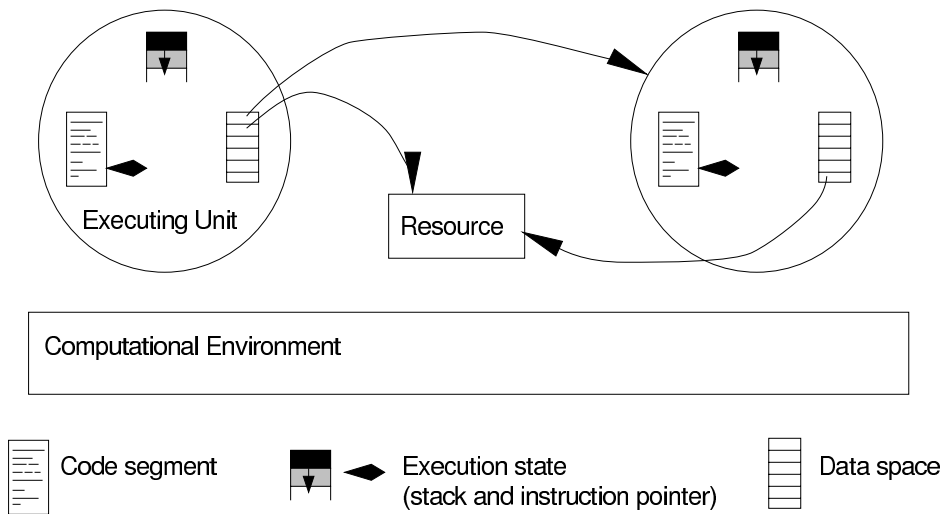 Executing Unit
Resource
Computational Environment
Code segment
Execution state
(stack and instruction pointer)
Data space